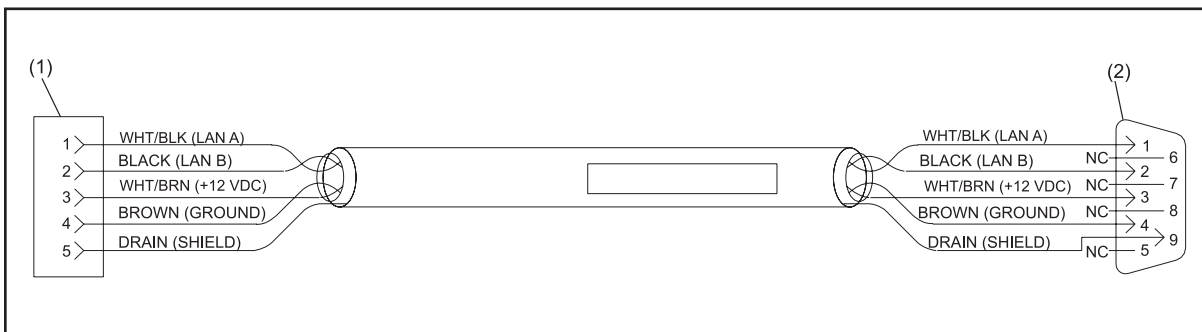 (1)
1 WHT/BLK (LAN A)
2 BLACK (LAN B)
3 WHT/BRN (+12 VDC)
4 BROWN (GROUND)
5 DRAIN (SHIELD)
(2)
WHT/BLK (LAN A) 1
NC 6
BLACK (LAN B) 2
NC 7
WHT/BRN (+12 VDC) 3
NC 8
BROWN (GROUND) 4
DRAIN (SHIELD) 9
NC 5